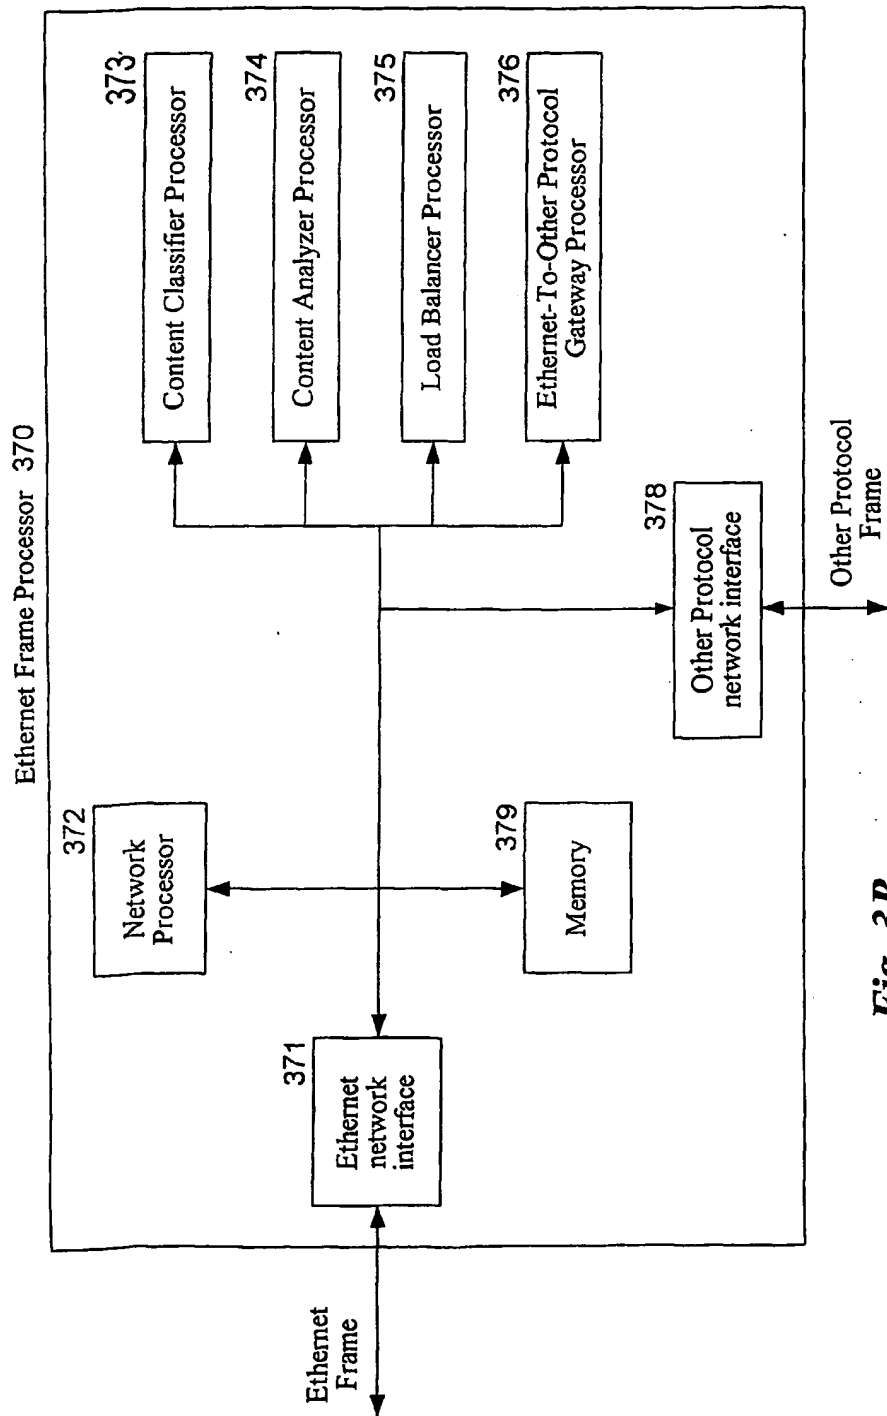 Ethernet Frame Processor 370
Ethernet
Frame
371
Ethernet
network
interface
372
Network
Processor
379
Memory
373
Content Classifier Processor
374
Content Analyzer Processor
375
Load Balancer Processor
376
Ethernet-To-Other Protocol
Gateway Processor
378
Other Protocol
network interface
Other Protocol
Frame